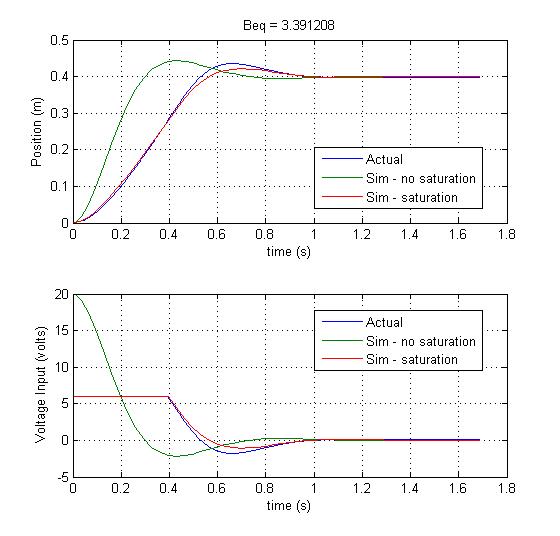 Beq = 3.391208
0.5
0.4
0.3
0.2
0.1
0
Position (m)
Actual
Sim - no saturation
Sim - saturation
0 0.2 0.4 0.6 0.8 1 1.2 1.4 1.6 1.8
time (s)
20
15
10
5
0
-5
Voltage Input (volts)
Actual
Sim - no saturation
Sim - saturation
0 0.2 0.4 0.6 0.8 1 1.2 1.4 1.6 1.8
time (s)